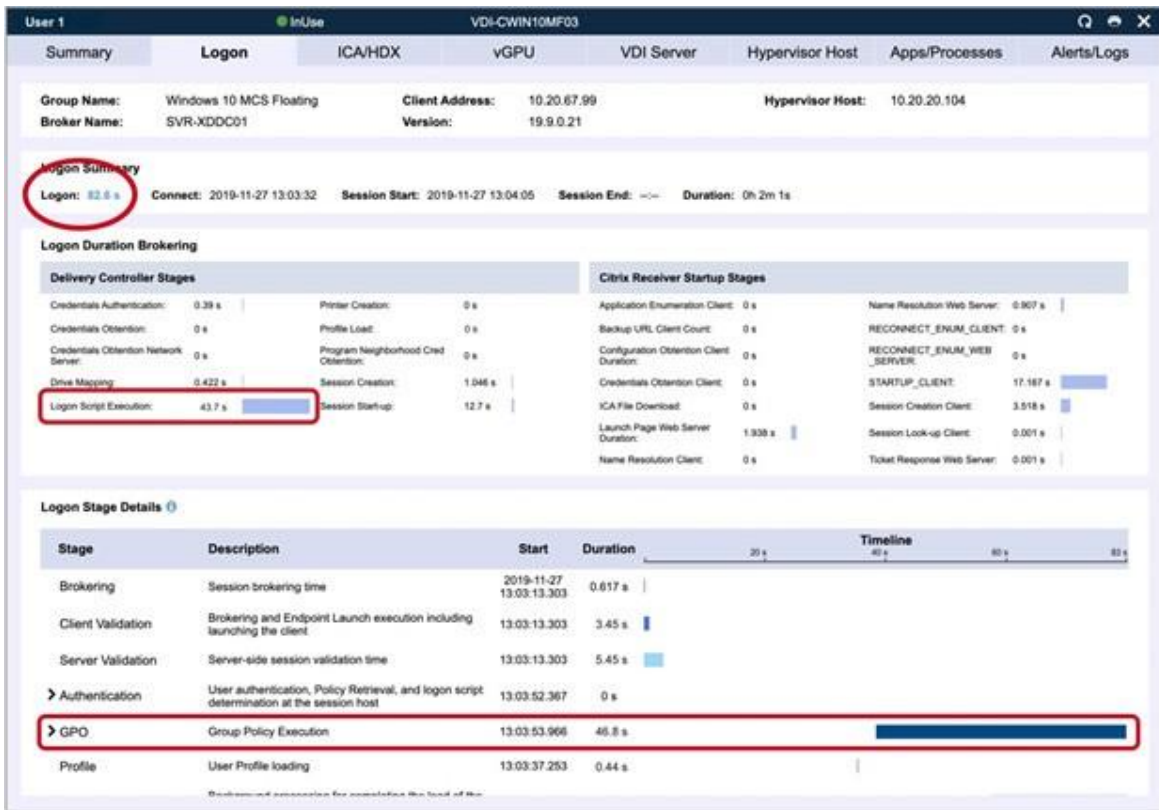 User 1 InUse VDI-CWIN10MF03
Summary Logon ICA/HDX vGPU VDI Server Hypervisor Host Apps/Processes Alerts/Logs
Group Name: Windows 10 MCS Floating Client Address: 10.20.67.99 Hypervisor Host: 10.20.20.104
Broker Name: SVR-XDDC01 Version: 19.9.0.21
Logon Summary
Logon: 82.6 s Connect: 2019-11-27 13:03:32 Session Start: 2019-11-27 13:04:05 Session End: --:-- Duration: 0h 2m 1s
Logon Duration Brokering
Delivery Controller Stages
Credentials Authentication: 0.39 s
Credentials Obtention: 0 s
Credentials Obtention Network
Server: 0 s
Drive Mapping: 0.422 s
Logon Script Execution: 43.7 s
Printer Creation: 0 s
Profile Load: 0 s
Program Neighborhood Cred
Obtention: 0 s
Session Creation: 1.046 s
Session Start-up: 12.7 s
Citrix Receiver Startup Stages
Application Enumeration Client: 0 s
Backup URL Client Count: 0 s
Configuration Obtention Client
Duration: 0 s
Credentials Obtention Client: 0 s
ICA File Download: 0 s
Launch Page Web Server
Duration: 1.938 s
Name Resolution Client: 0 s
Name Resolution Web Server: 0.907 s
RECONNECT_ENUM_CLIENT: 0 s
RECONNECT_ENUM_WEB
_SERVER: 0 s
STARTUP_CLIENT: 17.167 s
Session Creation Client: 3.518 s
Session Look-up Client: 0.001 s
Ticket Response Web Server: 0.001 s
Logon Stage Details
Stage Description Start Duration Timeline
20 s 40 s 60 s 83 s
Brokering Session brokering time 2019-11-27
13:03:13.303 0.617 s
Client Validation Brokering and Endpoint Launch execution including
launching the client 13:03:13.303 3.45 s
Server Validation Server-side session validation time 13:03:13.303 5.45 s
Authentication User authentication, Policy Retrieval, and logon script
determination at the session host 13:03:52.367 0 s
GPO Group Policy Execution 13:03:53.966 46.8 s
Profile User Profile loading 13:03:37.253 0.44 s
Background processing for completing the load of the